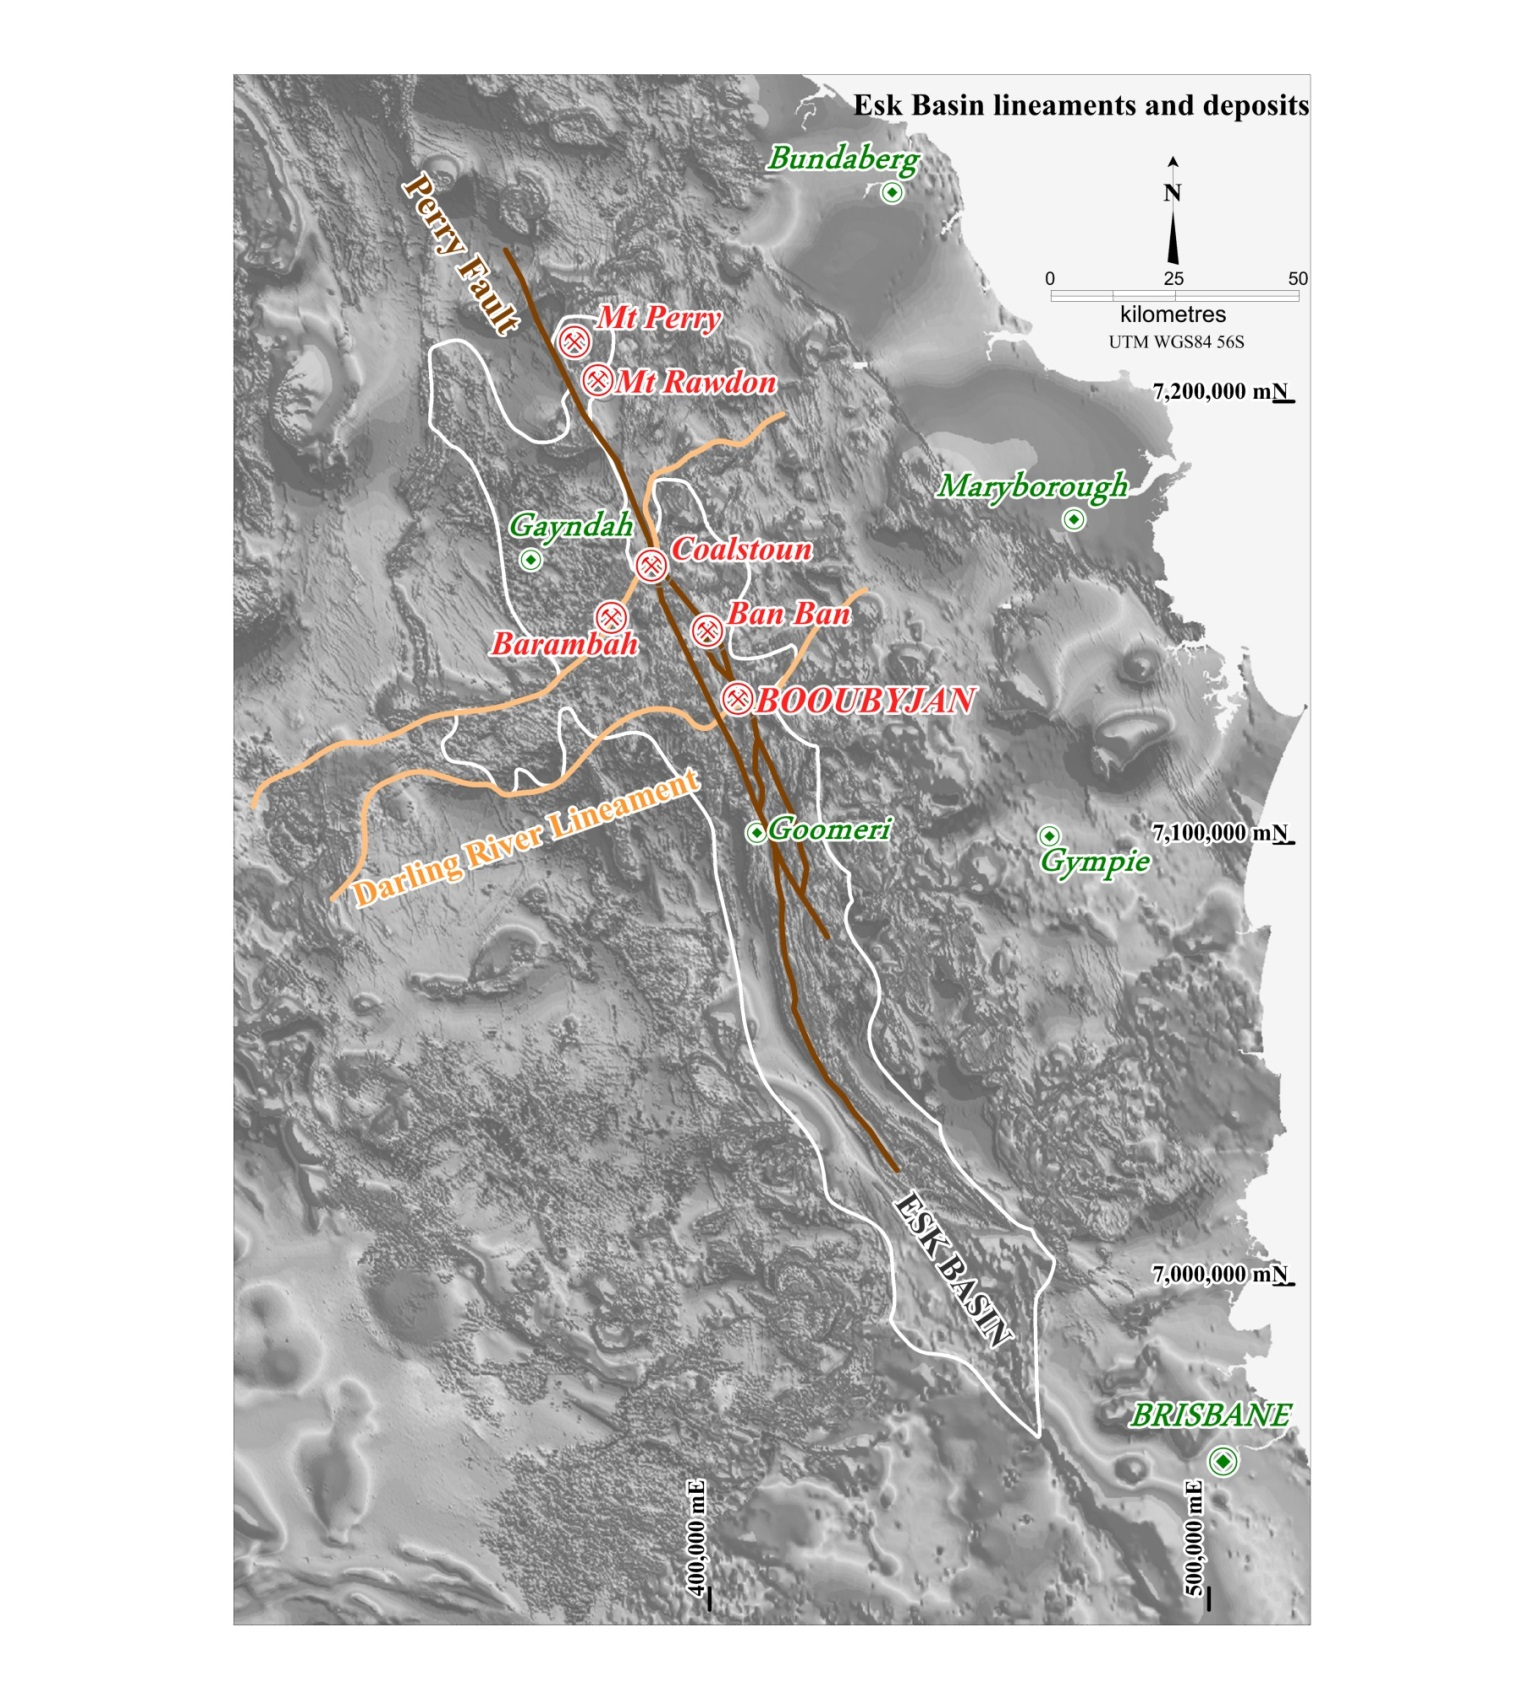 Esk Basin lineaments and deposits
Bundaberg
N
Perry Fault
0 25 50
kilometres
UTM WGS84 56S
Mt Perry
Mt Rawdon
7,200,000 mN
Maryborough
Gayndah
Coalstoun
Ban Ban
Barambah
BOOUBYJAN
Darling River Lineament
Goomeri
7,100,000 mN
Gympie
ESK BASIN
7,000,000 mN
BRISBANE
400,000 mE
500,000 mE